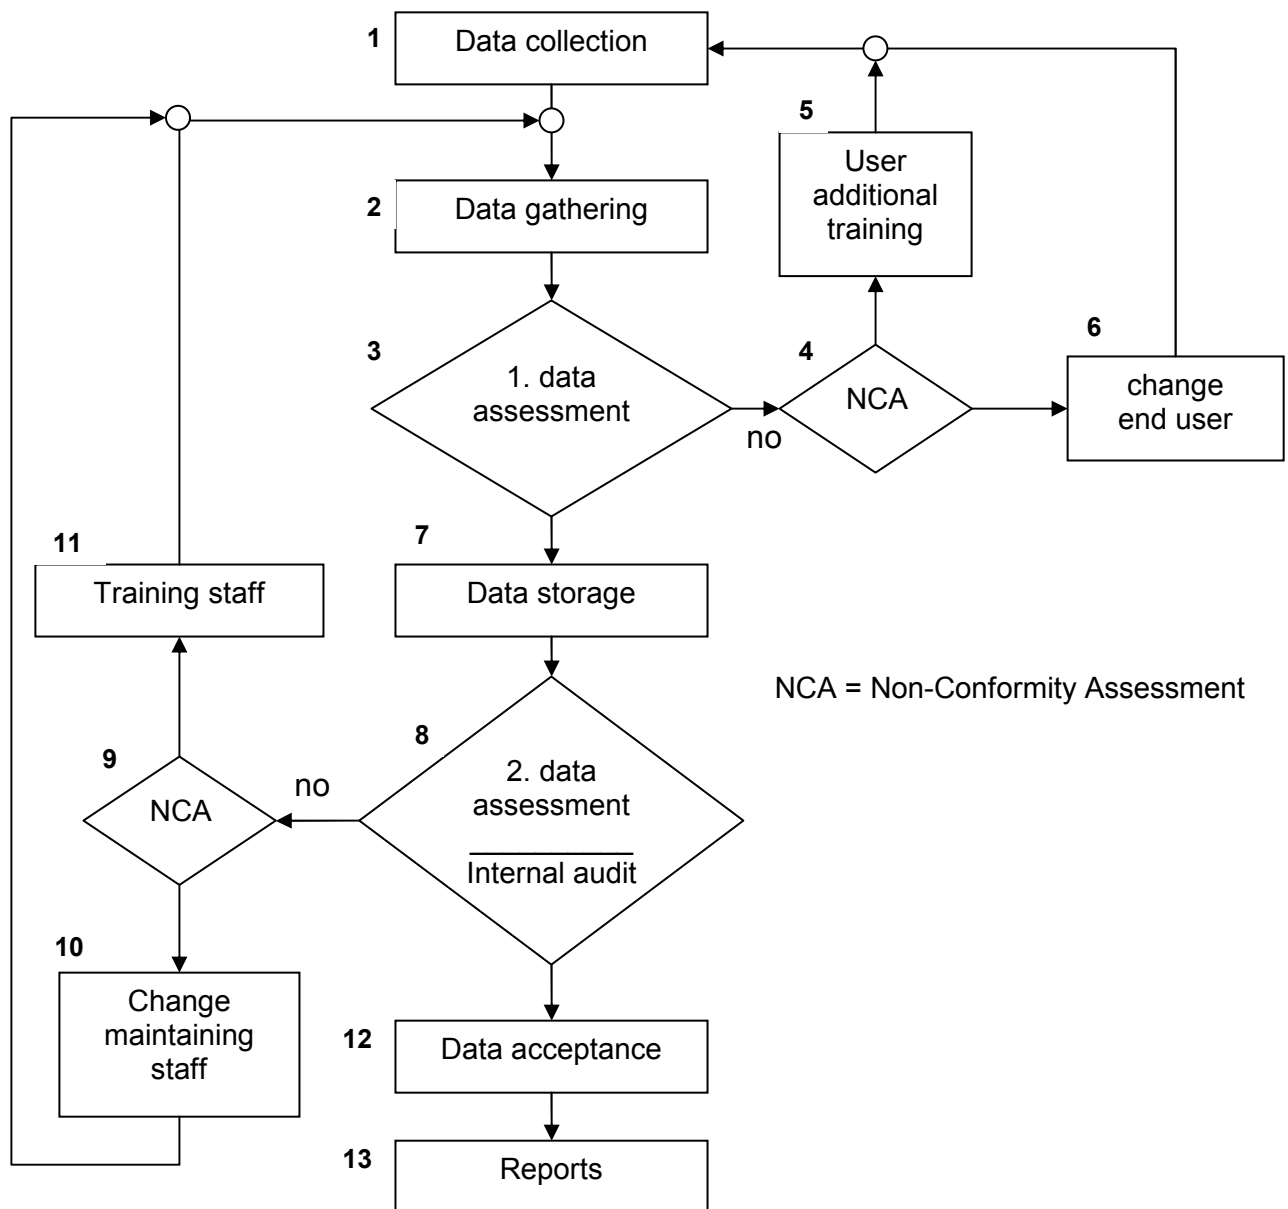 1
Data collection
2
Data gathering
3
1. data
assessment
no
4
NCA
5
User
additional
training
6
change
end user
7
Data storage
NCA = Non-Conformity Assessment
8
2. data
assessment
Internal audit
no
9
NCA
10
Change
maintaining
staff
11
Training staff
12
Data acceptance
13
Reports